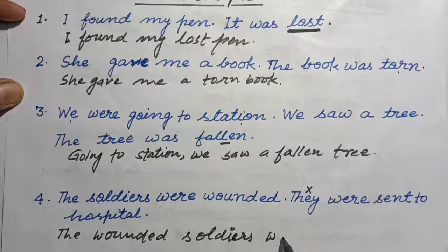 1. I found my pen. It was lost.
I found my lost pen.
2. She gave me a book. The book was torn.
She gave me a torn book.
3. We were going to station. We saw a tree.
The tree was fallen.
Going to station, we saw a fallen tree.
4. The soldiers were wounded. They were sent to
hospital.
The wounded soldiers w